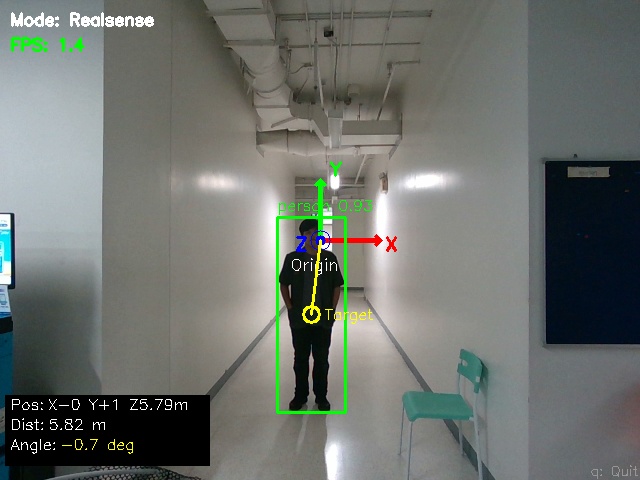 Mode: Realsense
FPS: 1.4
Y
person 0.93
Z
X
Origin
Target
Pos: X-0 Y+1 Z5.79m
Dist: 5.82 m
Angle: -0.7 deg
q: Quit